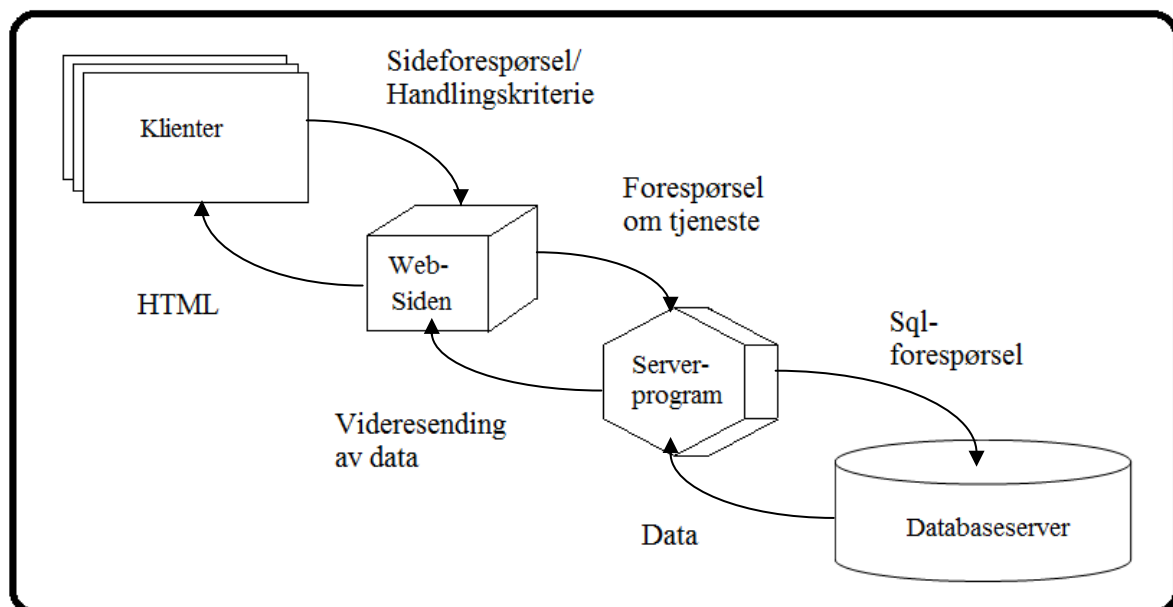 Sideforespørsel/
Handlingskriterie
Klienter
Forespørsel
om tjeneste
Web-
Siden
HTML
Sql-
forespørsel
Server-
program
Videresending
av data
Data
Databaseserver